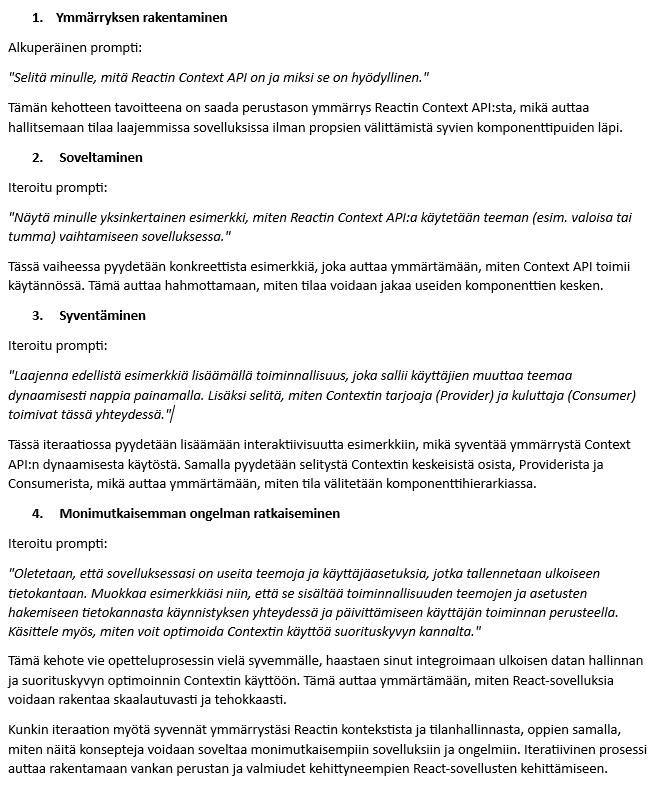 1. Ymmärryksen rakentaminen
Alkuperäinen prompti:
"Selitä minulle, mitä Reactin Context API on ja miksi se on hyödyllinen."
Tämän kehotteen tavoitteena on saada perustason ymmärrys Reactin Context API:sta, mikä auttaa
hallitsemaan tilaa laajemmissa sovelluksissa ilman propsien välittämistä syvien komponenttipuiden läpi.
2. Soveltaminen
Iteroitu prompti:
"Näytä minulle yksinkertainen esimerkki, miten Reactin Context API:a käytetään teeman (esim. valoisa tai
tumma) vaihtamiseen sovelluksessa."
Tässä vaiheessa pyydetään konkreettista esimerkkiä, joka auttaa ymmärtämään, miten Context API toimii
käytännössä. Tämä auttaa hahmottamaan, miten tilaa voidaan jakaa useiden komponenttien kesken.
3. Syventäminen
Iteroitu prompti:
"Laajenna edellistä esimerkkiä lisäämällä toiminnallisuus, joka sallii käyttäjien muuttaa teemaa
dynaamisesti nappia painamalla. Lisäksi selitä, miten Contextin tarjoaja (Provider) ja kuluttaja (Consumer)
toimivat tässä yhteydessä."
Tässä iteraatiossa pyydetään lisäämään interaktiivisuutta esimerkkiin, mikä syventää ymmärrystä Context
API:n dynaamisesta käytöstä. Samalla pyydetään selitystä Contextin keskeisistä osista, Providerista ja
Consumerista, mikä auttaa ymmärtämään, miten tila välitetään komponenttihierarkiassa.
4. Monimutkaisemman ongelman ratkaiseminen
Iteroitu prompti:
"Oletetaan, että sovelluksessasi on useita teemoja ja käyttäjäasetuksia, jotka tallennetaan ulkoiseen
tietokantaan. Muokkaa esimerkkiäsi niin, että se sisältää toiminnallisuuden teemojen ja asetusten
hakemiseen tietokannasta käynnistyksen yhteydessä ja päivittämiseen käyttäjän toiminnan perusteella.
Käsittele myös, miten voit optimoida Contextin käyttöä suorituskyvyn kannalta."
Tämä kehote vie opetteluprosessin vielä syvemmälle, haastaen sinut integroimaan ulkoisen datan hallinnan
ja suorituskyvyn optimoinnin Contextin käyttöön. Tämä auttaa ymmärtämään, miten React-sovelluksia
voidaan rakentaa skaalautuvasti ja tehokkaasti.
Kunkin iteraation myötä syvennät ymmärrystäsi Reactin kontekstista ja tilanhallinnasta, oppien samalla,
miten näitä konsepteja voidaan soveltaa monimutkaisempiin sovelluksiin ja ongelmiin. Iteratiivinen prosessi
auttaa rakentamaan vankan perustan ja valmiudet kehittyneempien React-sovellusten kehittämiseen.